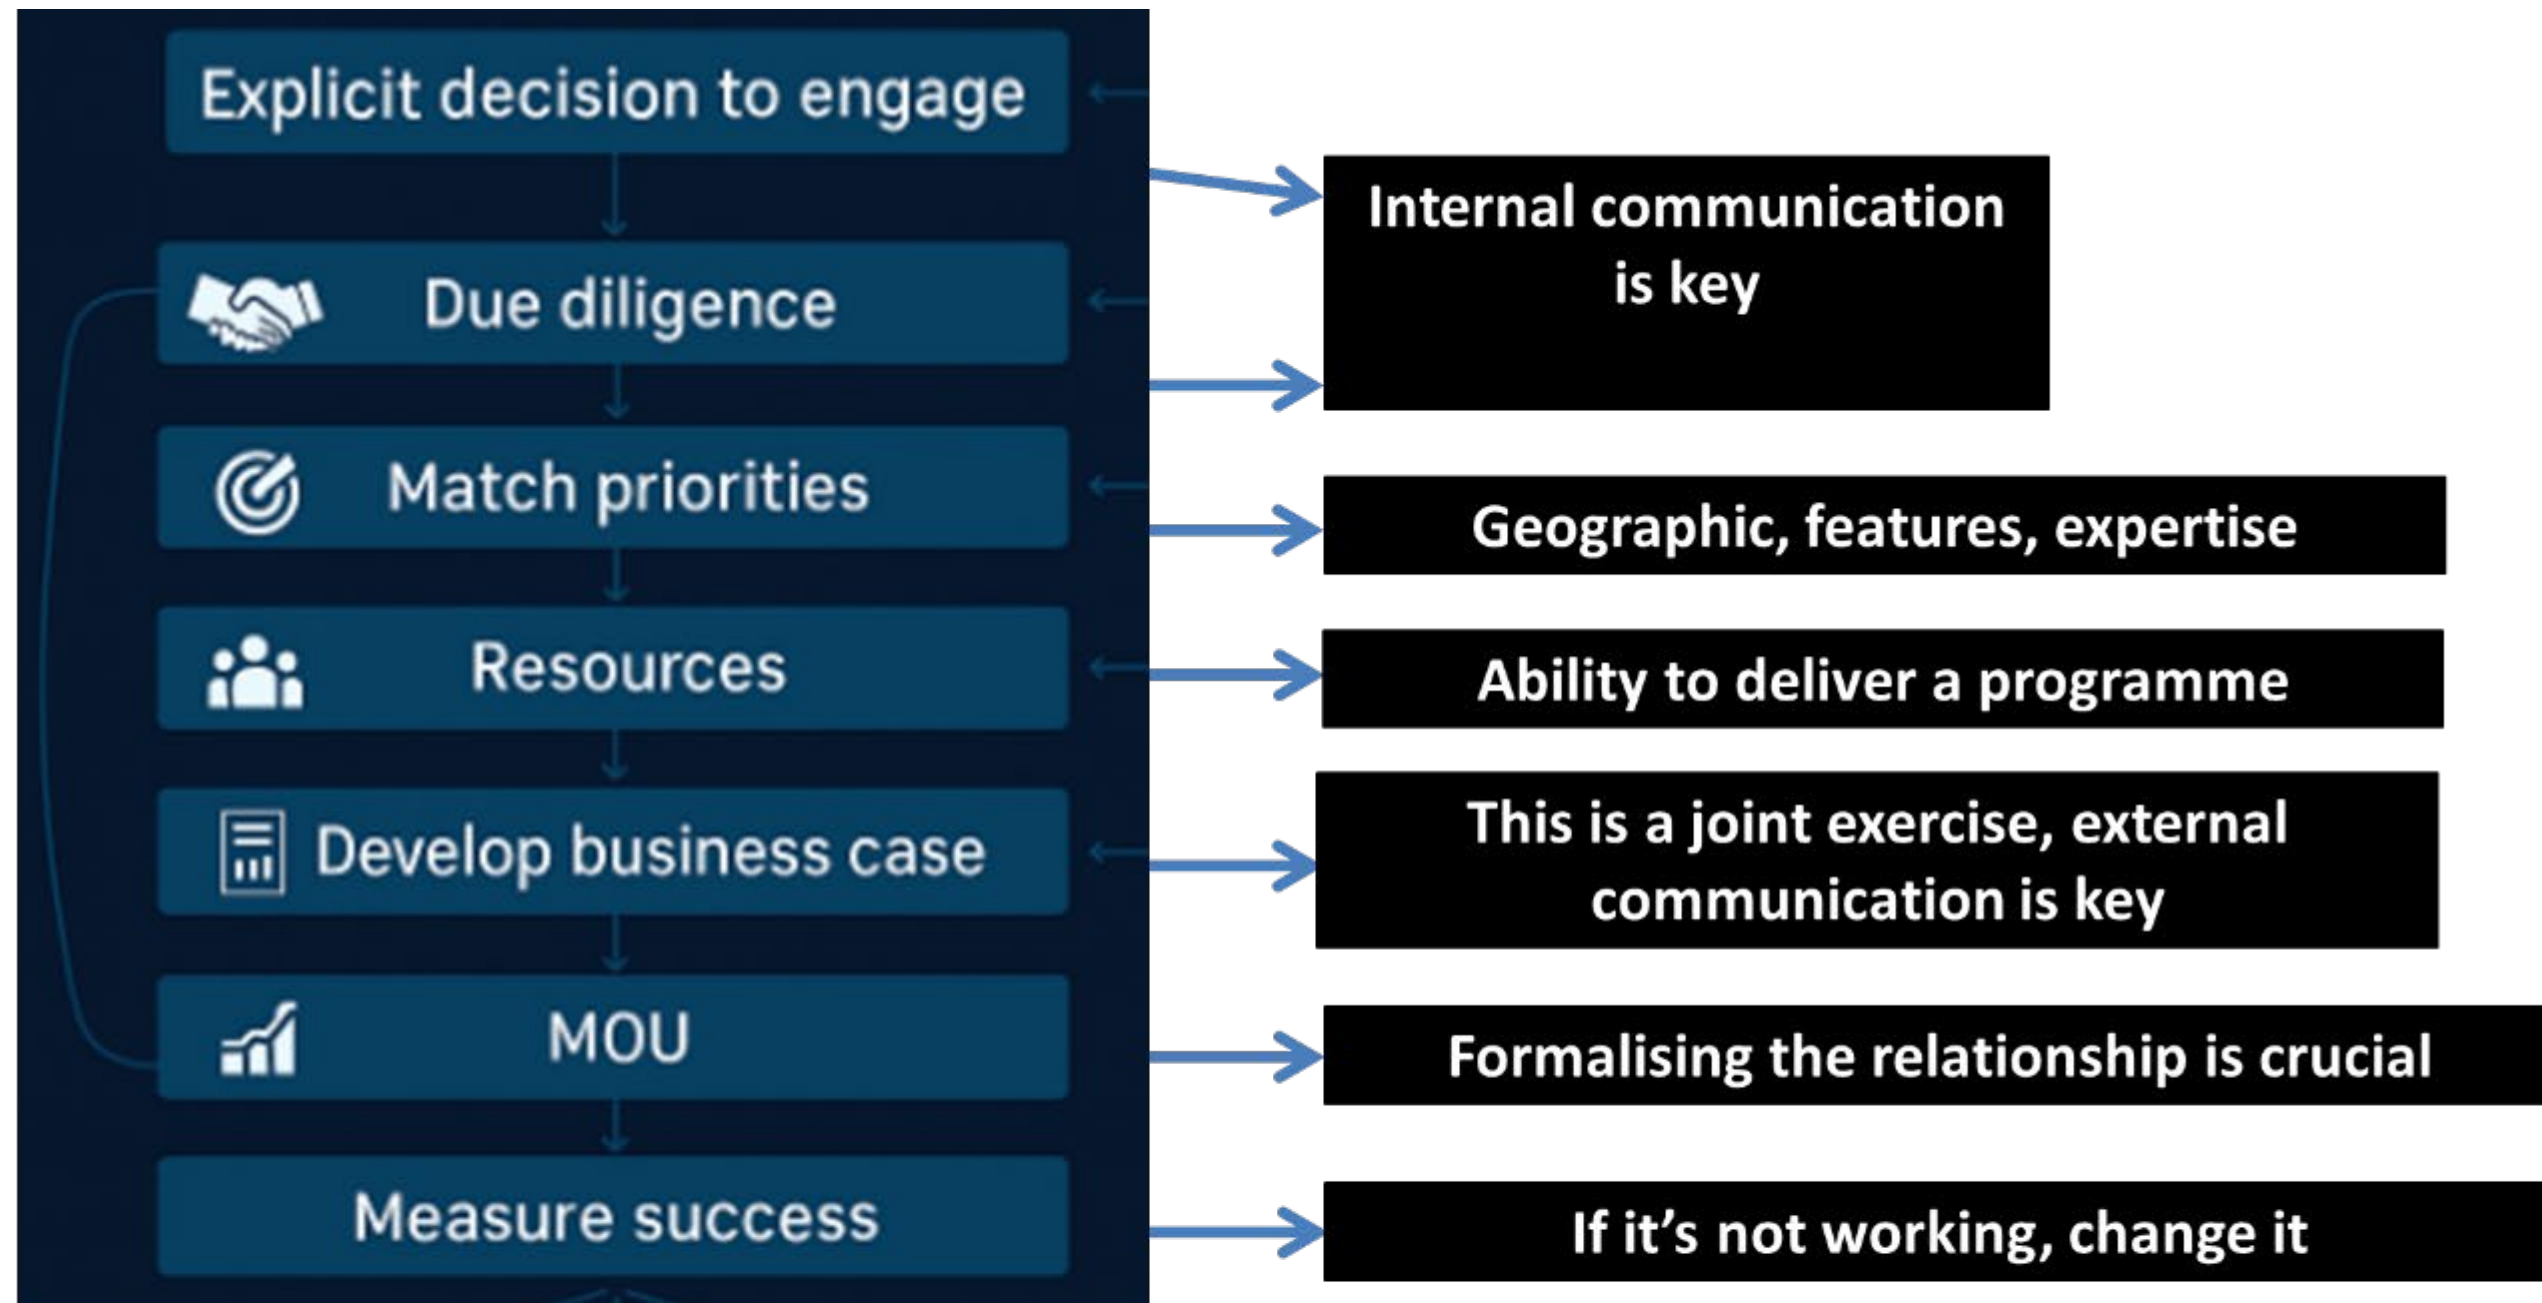 Explicit decision to engage
Due diligence
Match priorities
Resources
Develop business case
MOU
Measure success
Internal communication
is key
Geographic, features, expertise
Ability to deliver a programme
This is a joint exercise, external
communication is key
Formalising the relationship is crucial
If it’s not working, change it